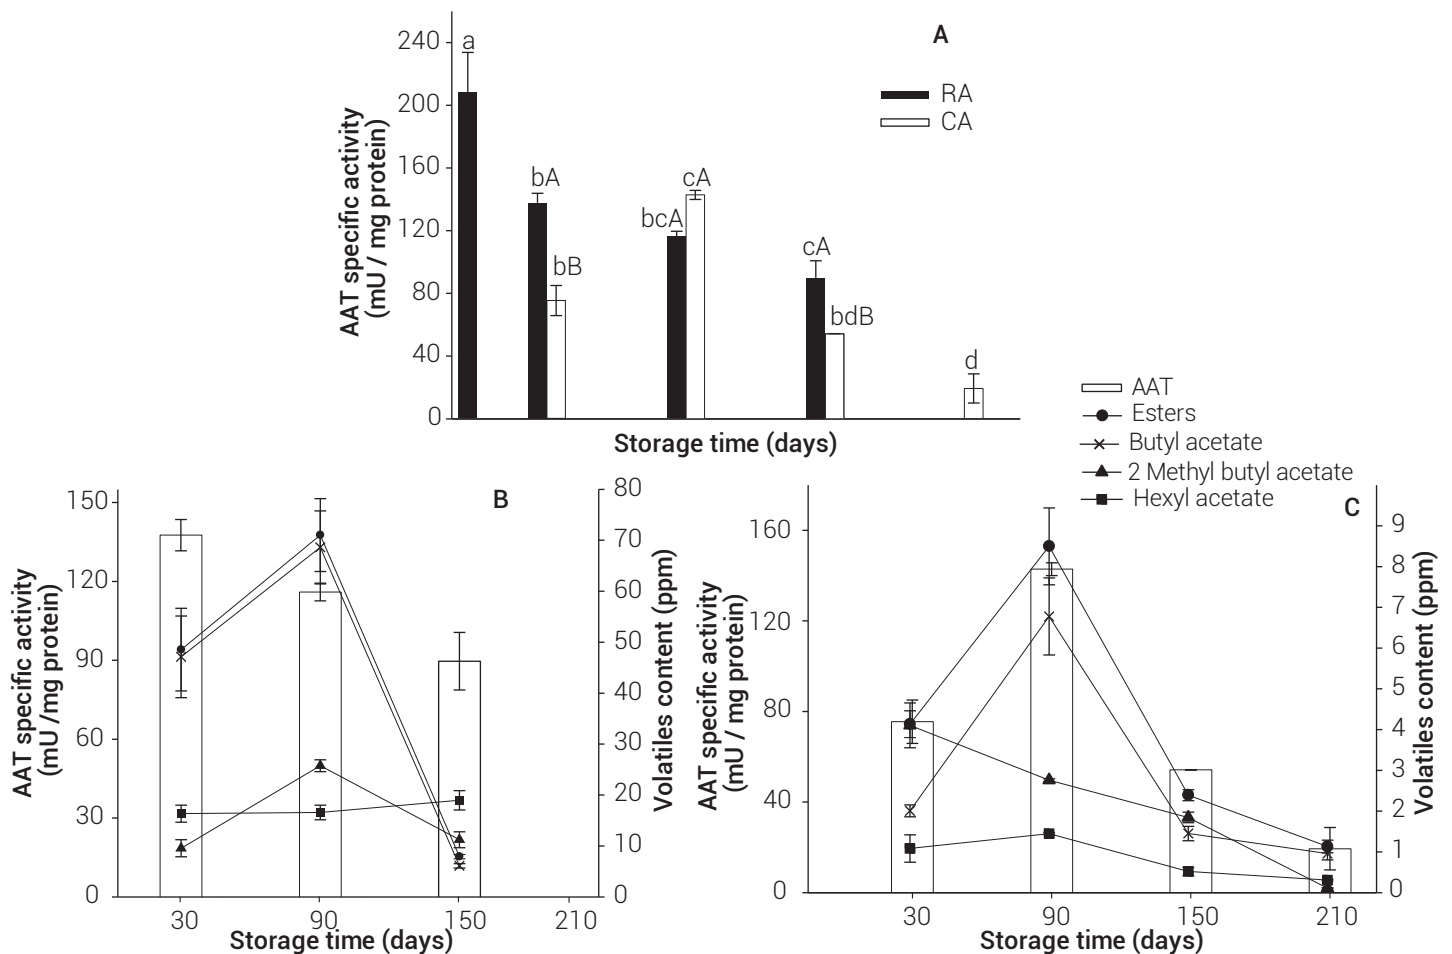 A
240
200
160
120
80
40
0
AAT specific activity
(mU / mg protein)
a
bA
bB
bcA
cA
cA
bdB
d
RA
CA
Storage time (days)
AAT
Esters
Butyl acetate
2 Methyl butyl acetate
Hexyl acetate
B
150
120
90
60
30
0
AAT specific activity
(mU /mg protein)
80
70
60
50
40
30
20
10
0
Volatiles content (ppm)
30 90 150 210
Storage time (days)
C
160
120
80
40
0
AAT specific activity
(mU / mg protein)
9
8
7
6
5
4
3
2
1
0
Volatiles content (ppm)
30 90 150 210
Storage time (days)